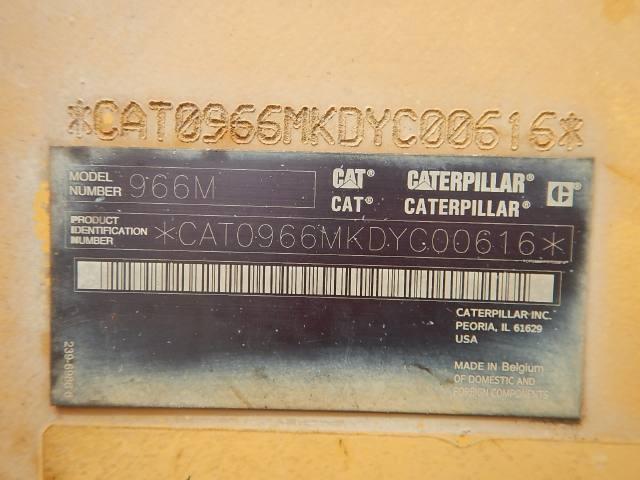 *CAT0966MKDYC00616*
MODEL NUMBER 966M
CAT® CATERPILLAR® C
CAT® CATERPILLAR®
PRODUCT IDENTIFICATION NUMBER *CAT0966MKDYC00616*
CATERPILLAR INC.
PEORIA, IL 61629
USA
MADE IN Belgium
OF DOMESTIC AND
FOREIGN COMPONENTS